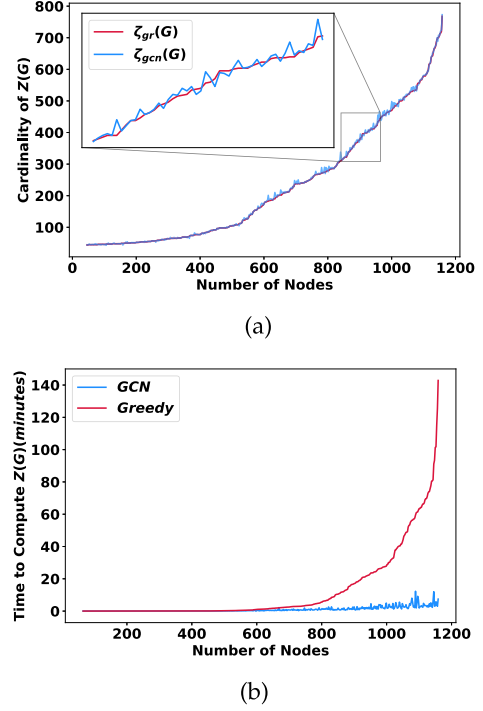 800
700
600
500
400
300
200
100
Cardinality of Z(G)
ζgr(G)
ζgcn(G)
0 200 400 600 800 1000 1200
Number of Nodes
(a)
140
120
100
80
60
40
20
0
Time to Compute Z(G)(minutes)
GCN
Greedy
200 400 600 800 1000 1200
Number of Nodes
(b)